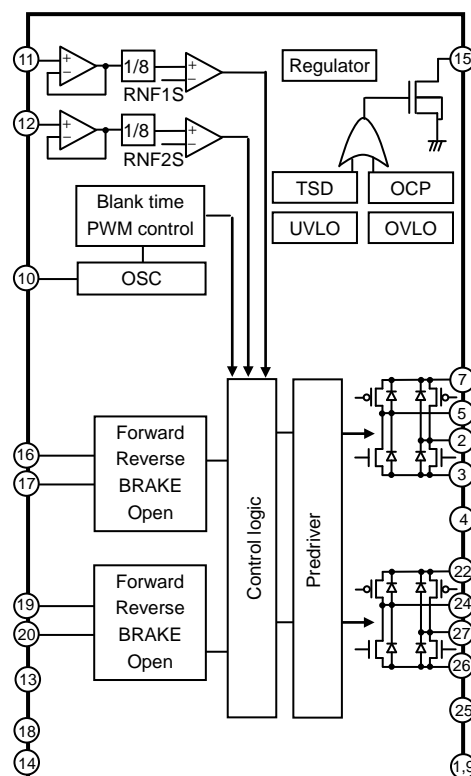 11
1/8
Regulator
15
RNF1S
12
1/8
RNF2S
TSD
OCP
UVLO
OVLO
Blank time
PWM control
10
OSC
7
5
2
3
4
16
17
Forward
Reverse
BRAKE
Open
Control logic
Predriver
22
24
27
26
25
19
20
Forward
Reverse
BRAKE
Open
13
18
14
1,9